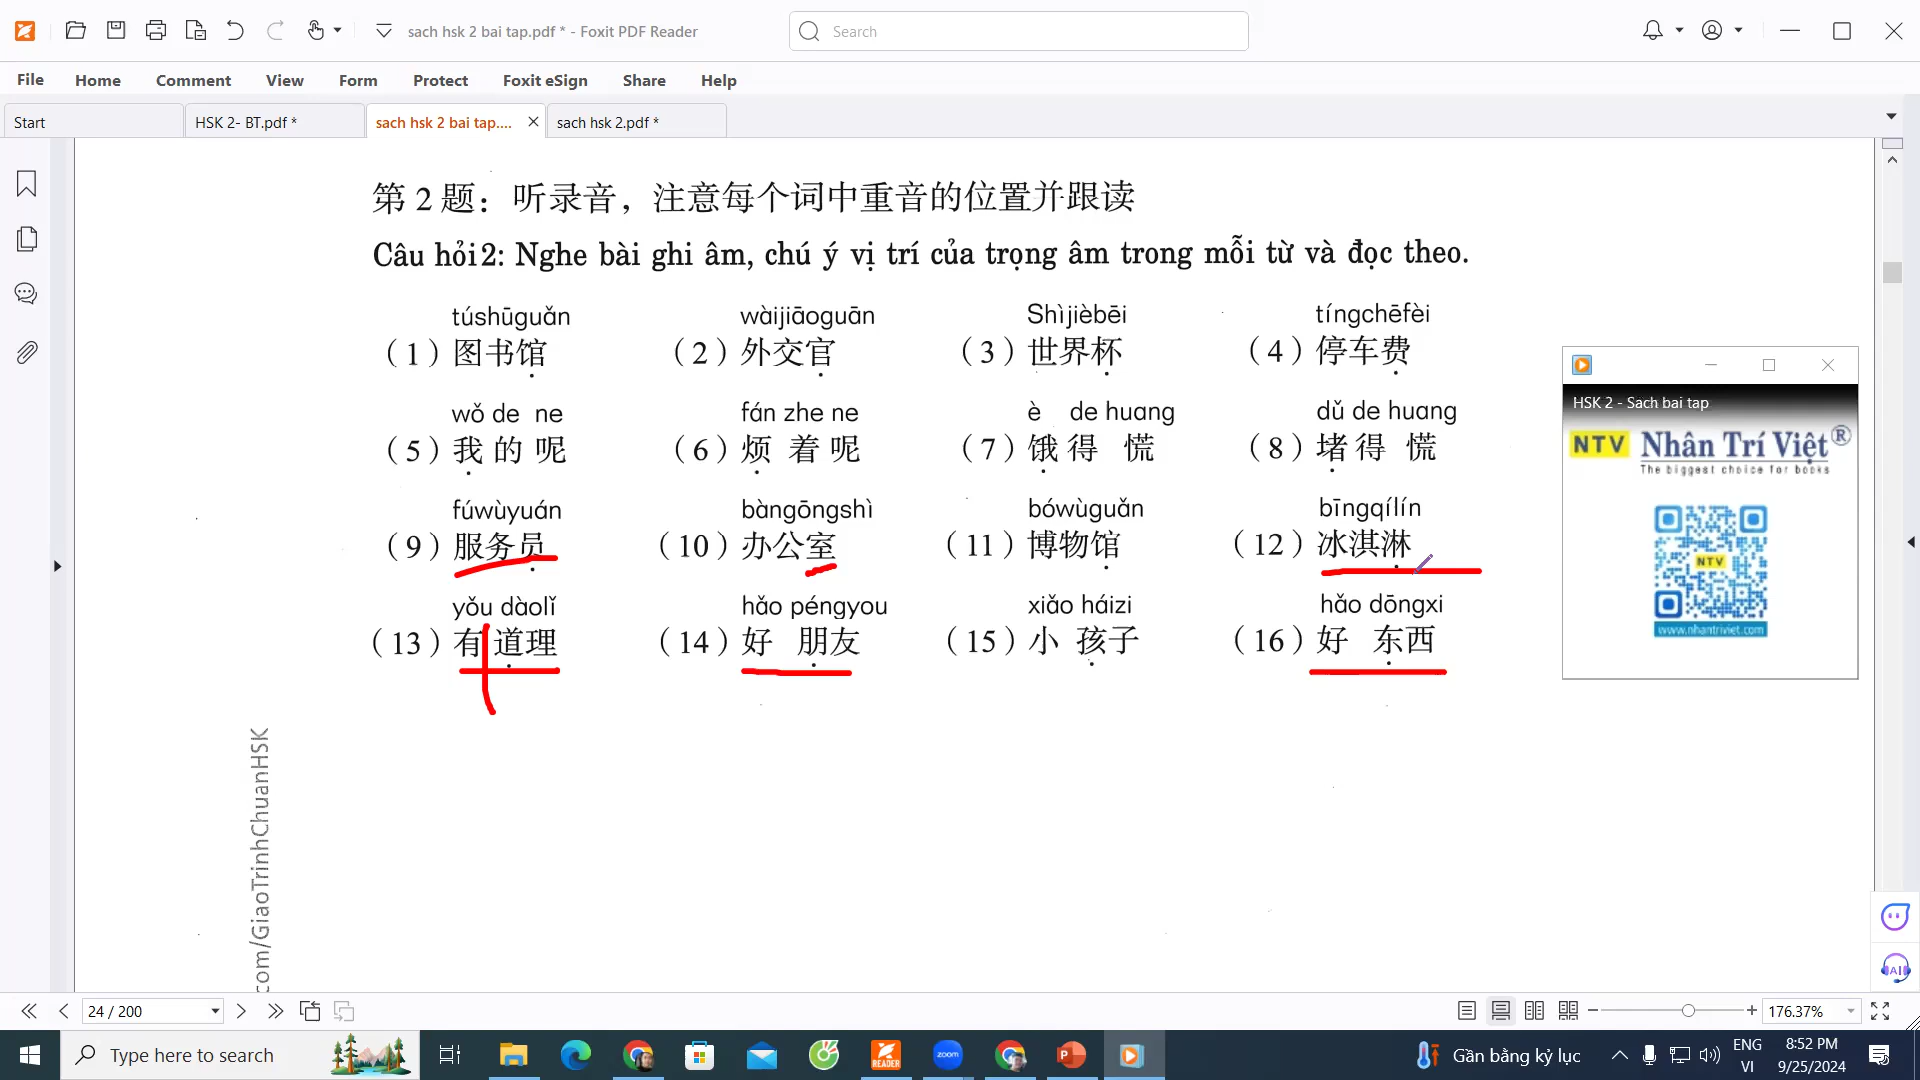 sach hsk 2 bai tap.pdf * - Foxit PDF Reader
Search
File Home Comment View Form Protect Foxit eSign Share Help
Start HSK 2- BT.pdf * sach hsk 2 bai tap.... sach hsk 2.pdf *
第 2 题：听录音，注意每个词中重音的位置并跟读
Câu hỏi 2: Nghe bài ghi âm, chú ý vị trí của trọng âm trong mỗi từ và đọc theo.
túshūguǎn wàijiāoguān Shìjièbēi tíngchēfèi
（1）图书馆 （2）外交官 （3）世界杯 （4）停车费
wǒ de ne fán zhe ne è de huang dǔ de huang
（5）我的呢 （6）烦着呢 （7）饿得慌 （8）堵得慌
fúwùyuán bàngōngshì bówùguǎn bīngqílín
（9）服务员 （10）办公室 （11）博物馆 （12）冰淇淋
yǒu dàolǐ hǎo péngyou xiǎo háizi hǎo dōngxi
（13）有道理 （14）好朋友 （15）小孩子 （16）好东西
HSK 2 - Sach bai tap
NTV Nhân Trí Việt®
The biggest choice for books
NTV
www.nhantriviet.com
com/GiaoTrinhChuanHSK
AI
24 / 200
176.37%
Type here to search
READER
zoom
Gần bằng kỷ lục
ENG
VI
8:52 PM
9/25/2024